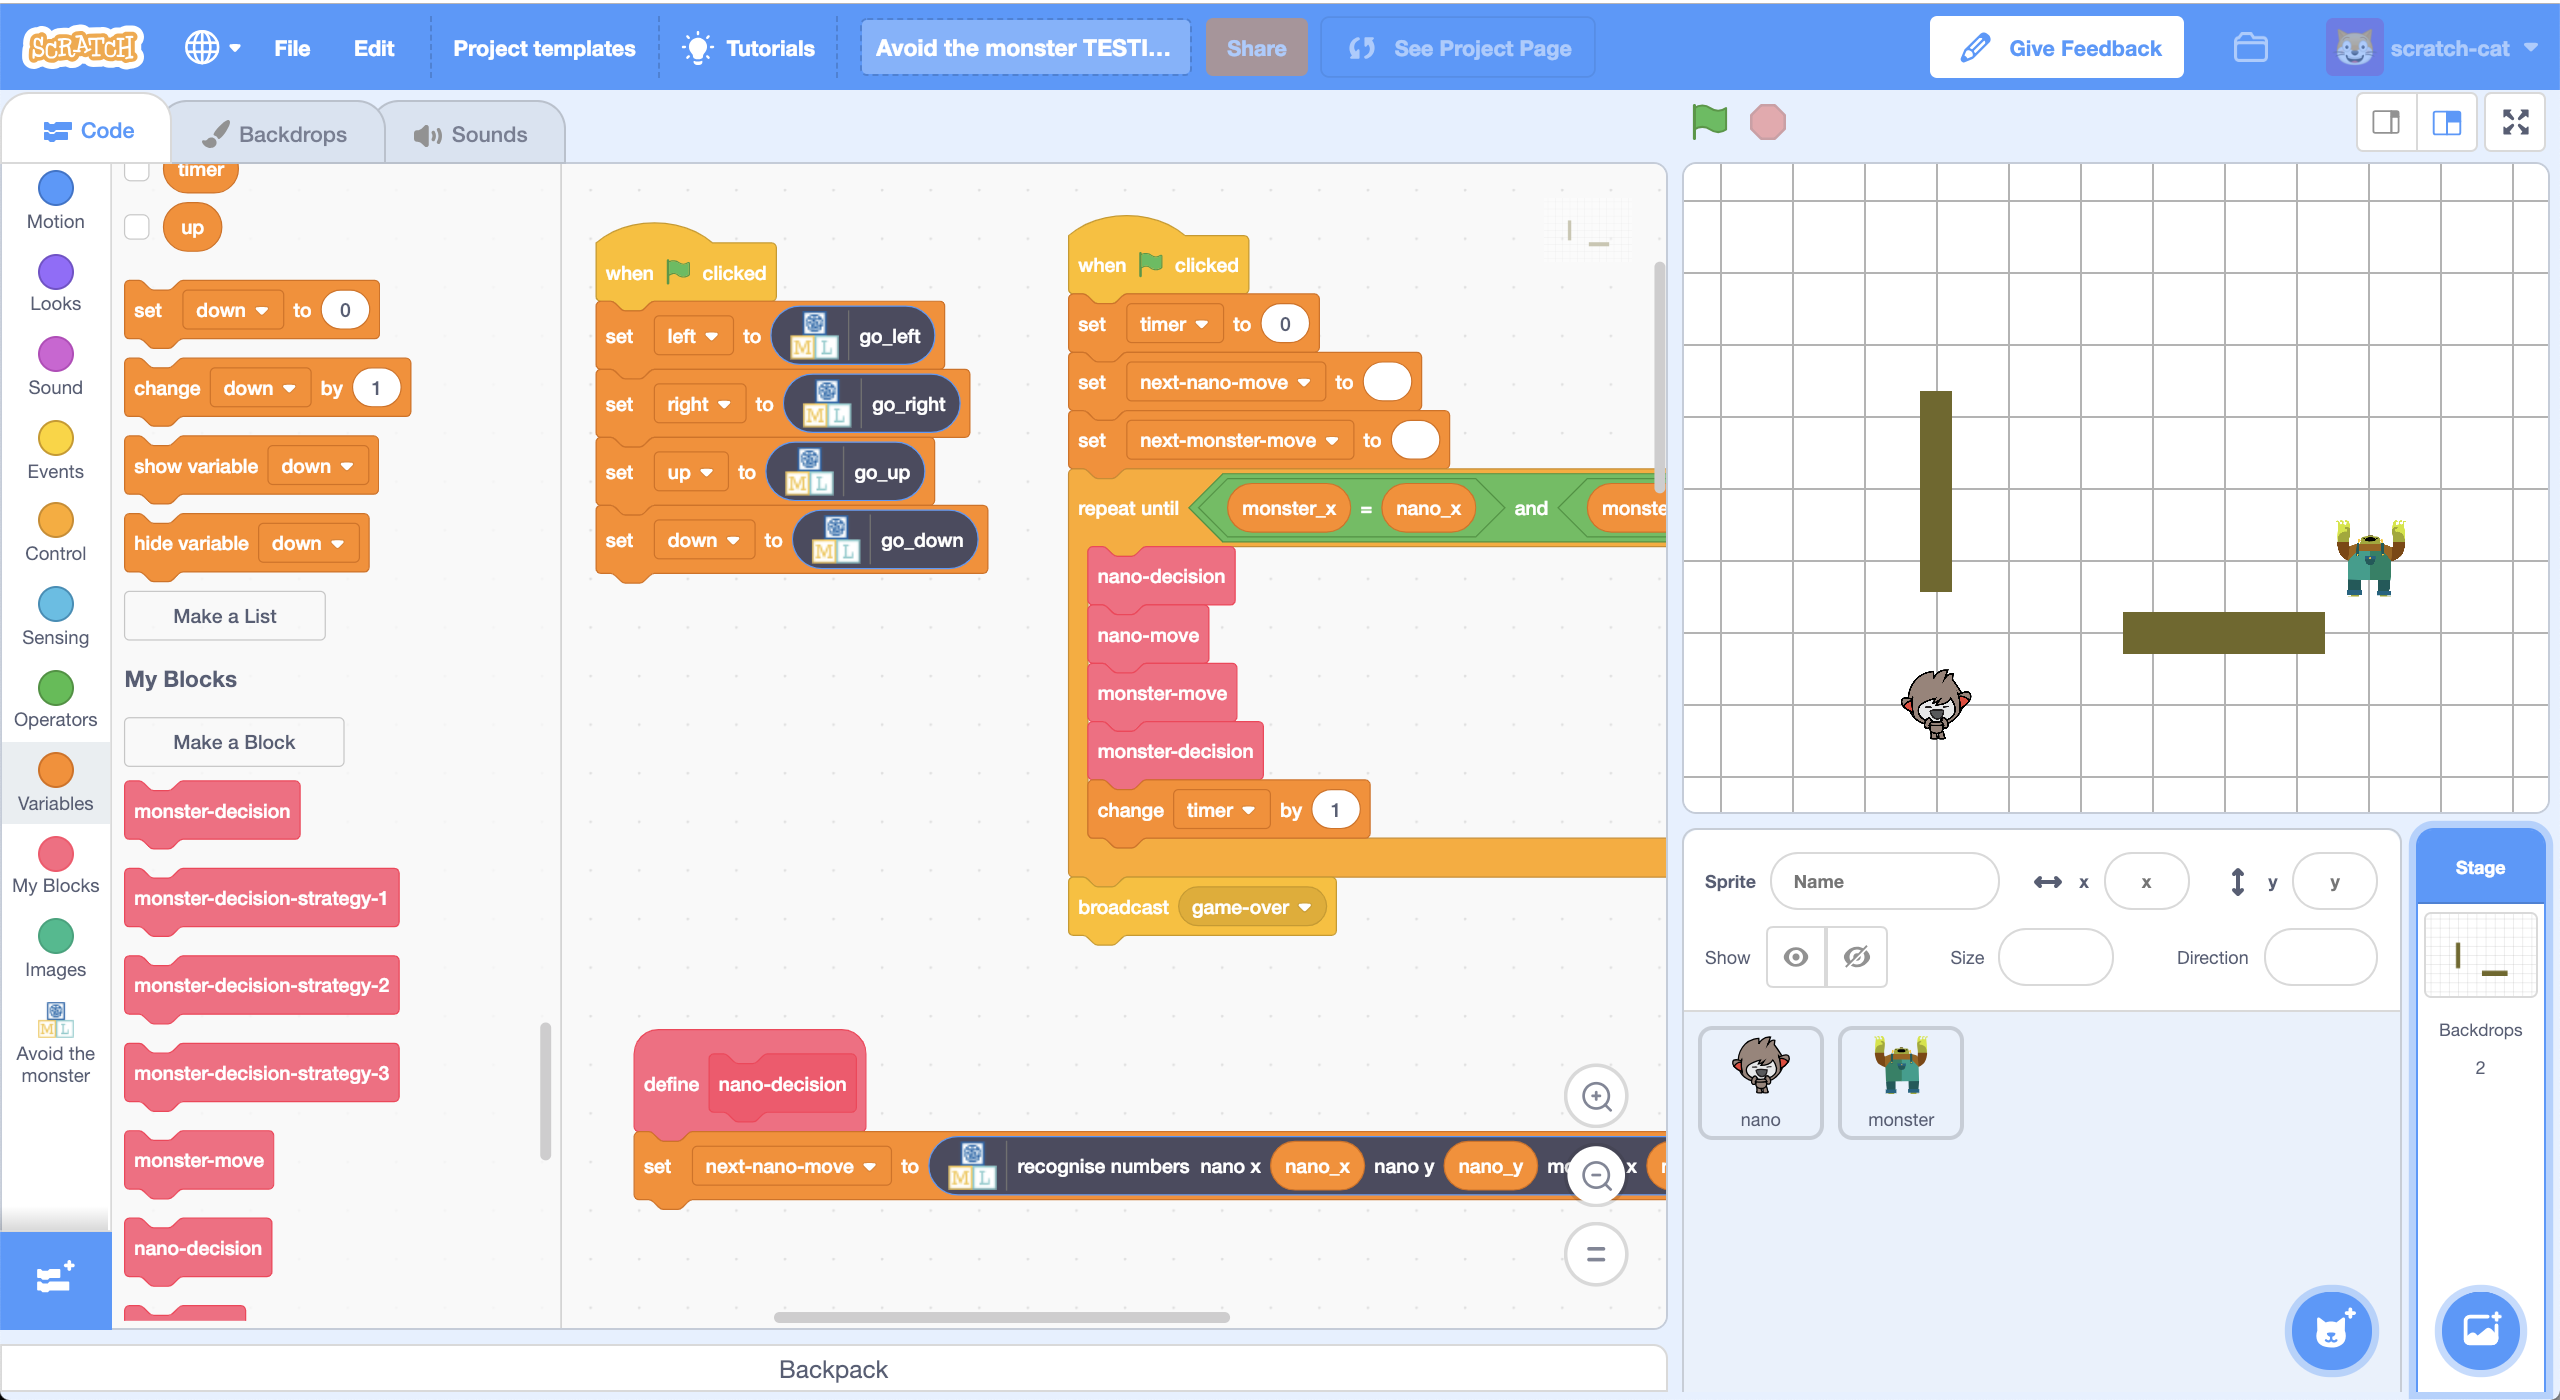 SCRATCH File Edit Project templates Tutorials Avoid the monster TESTI... Share See Project Page Give Feedback scratch-cat
Code Backdrops Sounds
Motion
Looks
Sound
Events
Control
Sensing
Operators
Variables
My Blocks
Images
ML
Avoid the
monster
timer
up
set down to 0
change down by 1
show variable down
hide variable down
Make a List
My Blocks
Make a Block
monster-decision
monster-decision-strategy-1
monster-decision-strategy-2
monster-decision-strategy-3
monster-move
nano-decision
when clicked
set left to ML go_left
set right to ML go_right
set up to ML go_up
set down to ML go_down
when clicked
set timer to 0
set next-nano-move to
set next-monster-move to
repeat until monster_x = nano_x and monste
nano-decision
nano-move
monster-move
monster-decision
change timer by 1
broadcast game-over
define nano-decision
set next-nano-move to ML recognise numbers nano x nano_x nano y nano_y x
Backpack
Sprite Name x x y y
Show Size Direction
nano
monster
Stage
Backdrops
2